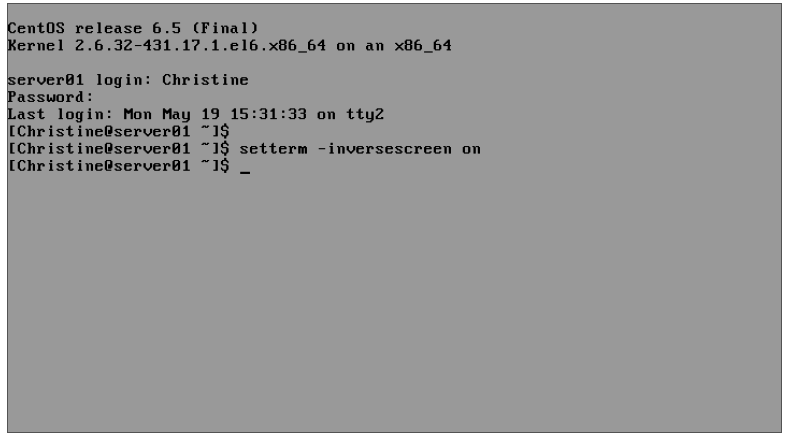 CentOS release 6.5 (Final)
Kernel 2.6.32-431.17.1.el6.x86_64 on an x86_64
server01 login: Christine
Password:
Last login: Mon May 19 15:31:33 on tty2
[Christine@server01 ~]$
[Christine@server01 ~]$ setterm -inversescreen on
[Christine@server01 ~]$ _